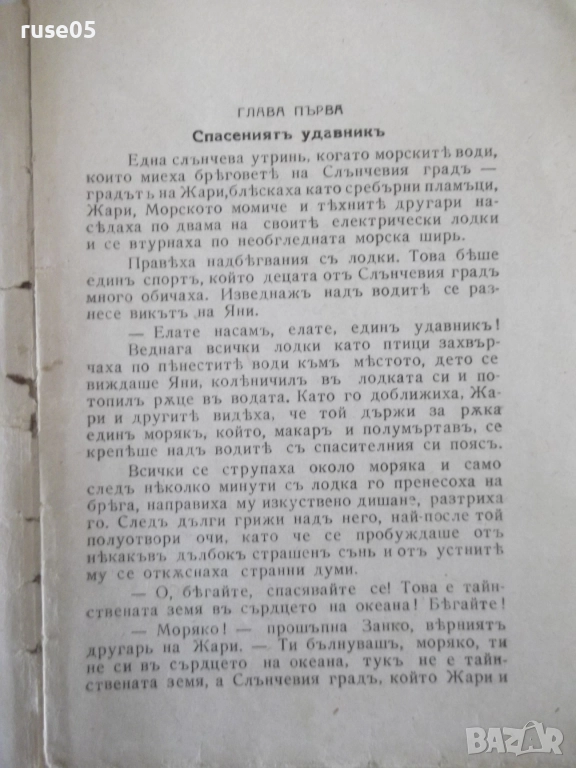 ruse05
ГЛАВА ПЪРВА
Спасениятъ удавникъ
Една слънчева утринь, когато морскитѣ води,
които миеха брѣговетѣ на Слънчевия градъ —
градътъ на Жари, блѣскаха като сребърни пламъци,
Жари, Морското момиче и тѣхнитѣ другари на-
сѣдаха по двама на своитѣ електрически лодки
и се втурнаха по необгледната морска ширь.
Правѣха надбѣгвания съ лодки. Това бѣше
единъ спортъ, който децата отъ Слънчевия градъ
много обичаха. Изведнажъ надъ водитѣ се раз-
несе викътъ на Яни.
— Елате насамъ, елате, единъ удавникъ!
Веднага всички лодки като птици захвър-
чаха по пѣнеститѣ води къмъ мѣстото, дето се
виждаше Яни, колѣничилъ въ лодката си и по-
топилъ рѫце въ водата. Като го доближиха, Жа-
ри и другитѣ видѣха, че той държи за рѫка
единъ морякъ, който, макаръ и полумъртавъ, се
крепѣше надъ водитѣ съ спасителния си поясъ.
Всички се струпаха около моряка и само
следъ нѣколко минути съ лодка го пренесоха на
брѣга, направиха му изкуствено дишане, разтриха
го. Следъ дълги грижи надъ него, най-после той
полуотвори очи, като че се пробуждаше отъ
нѣкакъвъ дълбокъ страшенъ сънь и отъ устнитѣ
му се откѫснаха странни думи.
— О, бѣгайте, спасявайте се! Това е тайн-
ствената земя въ сърдцето на океана! Бѣгайте!
— Моряко! — прошъпна Занко, вѣрниятъ
другарь на Жари. — Ти бълнувашъ, моряко, ти
не си въ сърдцето на океана, тукъ не е тайн-
ствената земя, а Слънчевия градъ, който Жари и
BAZAR
bg